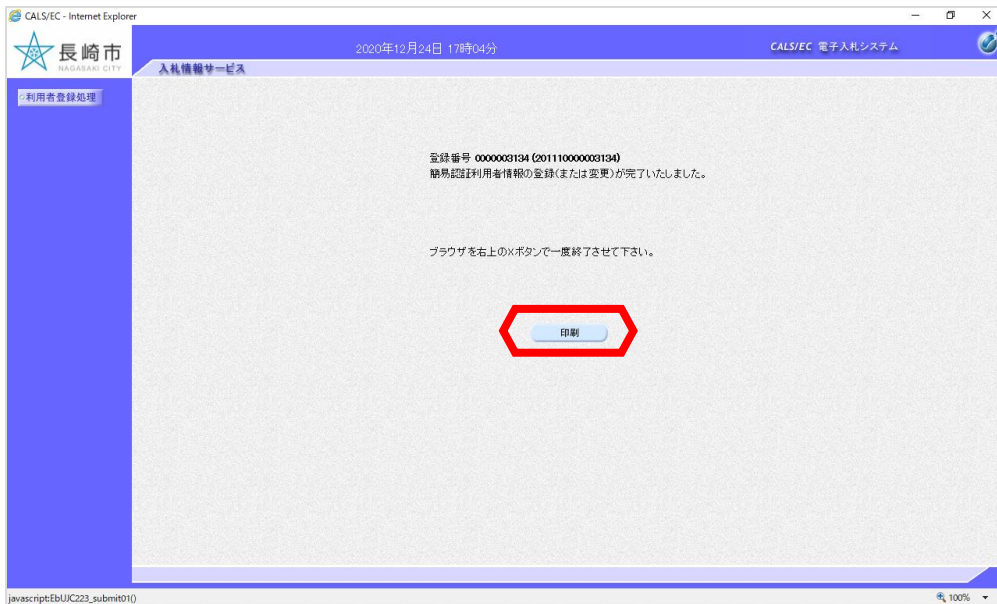 CALS/EC - Internet Explorer
長崎市
NAGASAKI CITY
2020年12月24日 17時04分
CALS/EC 電子入札システム
入札情報サービス
○利用者登録処理
登録番号 0000003134 (201110000003134)
簡易認証利用者情報の登録(または変更)が完了いたしました。
ブラウザを右上の×ボタンで一度終了させて下さい。
印刷
javascript:EbUJC223_submit01()
100%